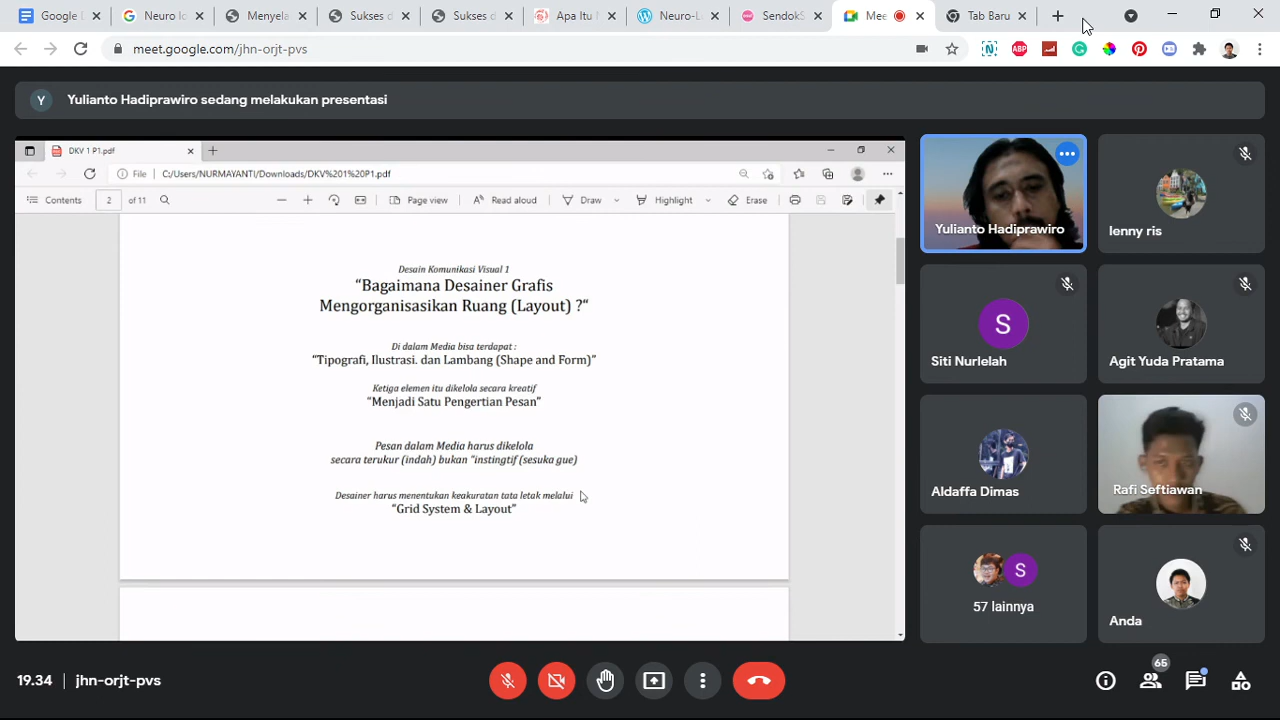 Google
Neuro Ic
Menyela
Sukses d
Sukses d
Apa Itu
Neuro-L
SendokS
Mee
Tab Baru
meet.google.com/jhn-orjt-pvs
ABP
Y
Yulianto Hadiprawiro sedang melakukan presentasi
DKV 1 P1.pdf
File
C:/Users/NURMAYANTI/Downloads/DKV%201%20P1.pdf
Contents
2
of 11
Page view
Read aloud
Draw
Highlight
Erase
Desain Komunikasi Visual 1
“Bagaimana Desainer Grafis
Mengorganisasikan Ruang (Layout) ?“
Di dalam Media bisa terdapat :
“Tipografi, Ilustrasi. dan Lambang (Shape and Form)”
Ketiga elemen itu dikelola secara kreatif
“Menjadi Satu Pengertian Pesan”
Pesan dalam Media harus dikelola
secara terukur (indah) bukan “instingtif (sesuka gue)
Desainer harus menentukan keakuratan tata letak melalui
“Grid System & Layout”
Yulianto Hadiprawiro
lenny ris
S
Siti Nurlelah
Agit Yuda Pratama
Aldaffa Dimas
Rafi Seftiawan
S
57 lainnya
Anda
19.34
jhn-orjt-pvs
65